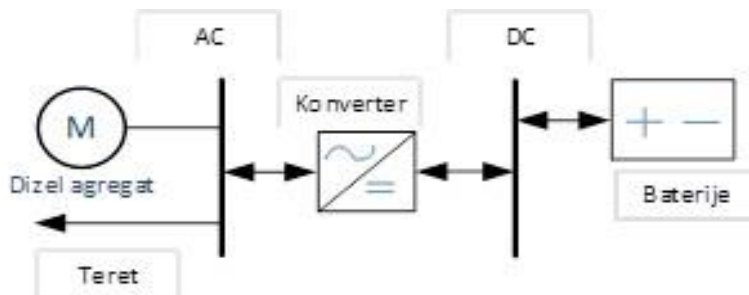 AC
DC
Konverter
M
Dizel agregat
Baterije
Teret